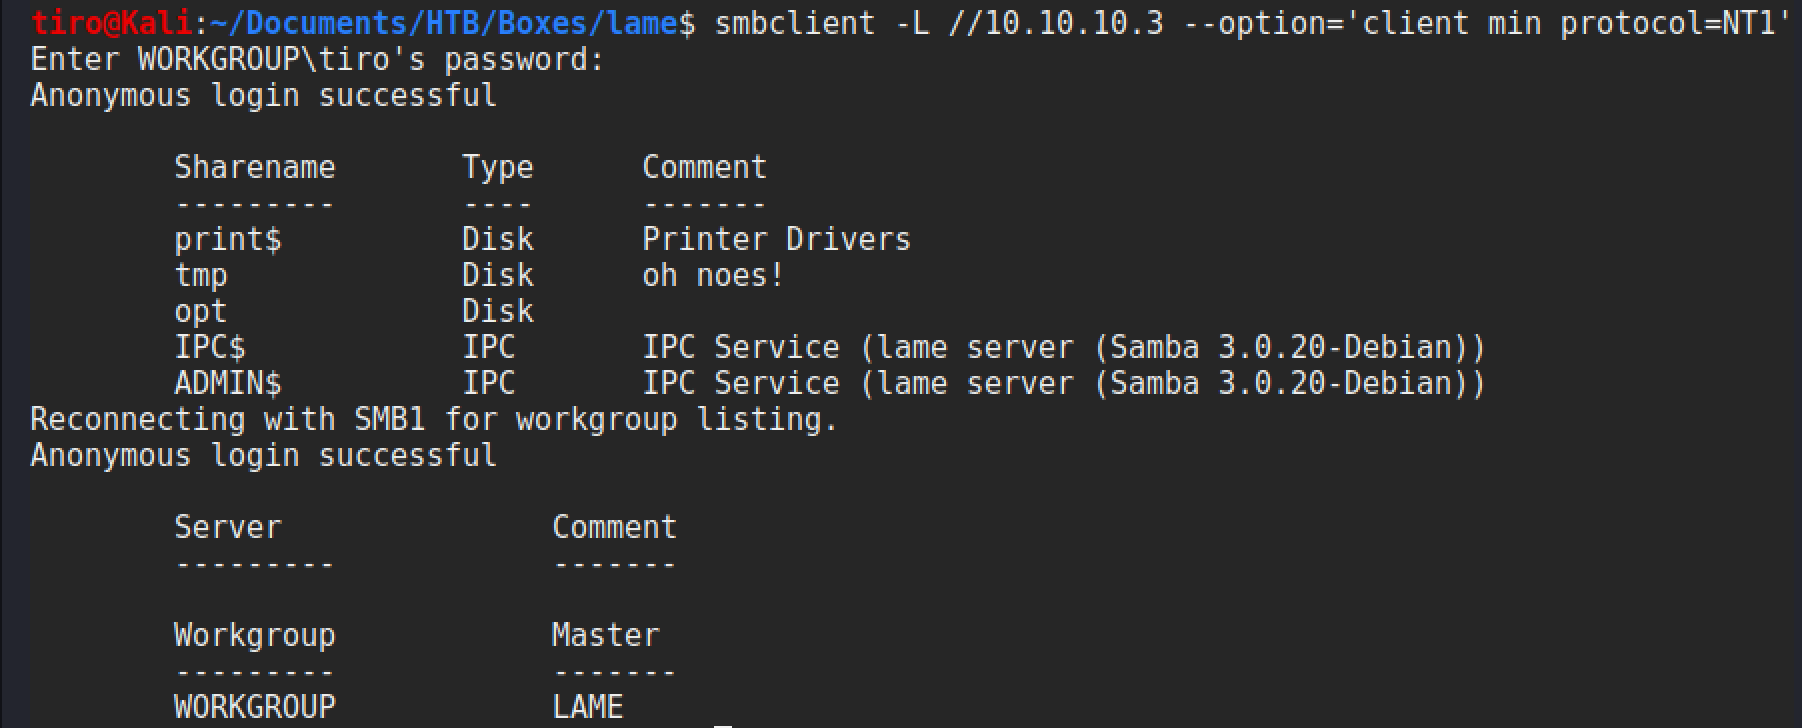 tiro@Kali:~/Documents/HTB/Boxes/lame$ smbclient -L //10.10.10.3 --option='client min protocol=NT1'
Enter WORKGROUP\tiro's password:
Anonymous login successful
Sharename Type Comment
--------- ---- -------
print$ Disk Printer Drivers
tmp Disk oh noes!
opt Disk
IPC$ IPC IPC Service (lame server (Samba 3.0.20-Debian))
ADMIN$ IPC IPC Service (lame server (Samba 3.0.20-Debian))
Reconnecting with SMB1 for workgroup listing.
Anonymous login successful
Server Comment
--------- -------
Workgroup Master
--------- -------
WORKGROUP LAME